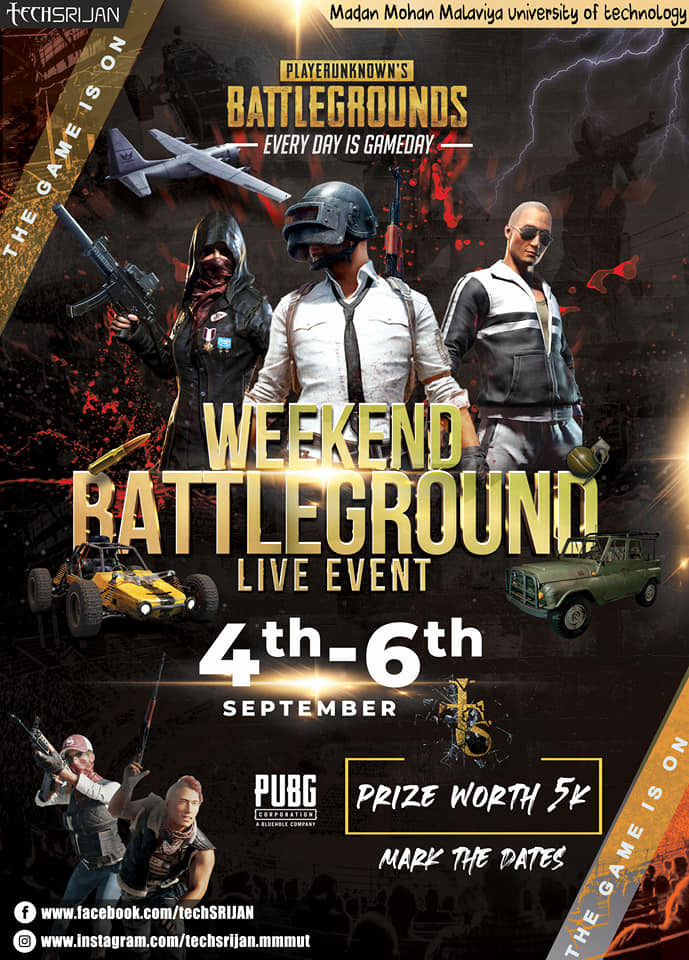 TECHSRIJAN
Madan Mohan Malaviya University of technology
THE GAME IS ON
PLAYERUNKNOWN'S
BATTLEGROUNDS
EVERY DAY IS GAMEDAY
WEEKEND
BATTLEGROUND
LIVE EVENT
4th-6th
SEPTEMBER
PUBG
CORPORATION
A BLUEHOLE COMPANY
PRIZE WORTH 5K
MARK THE DATES
THE GAME IS ON
www.facebook.com/techSRIJAN
www.instagram.com/techsrijan.mmmut